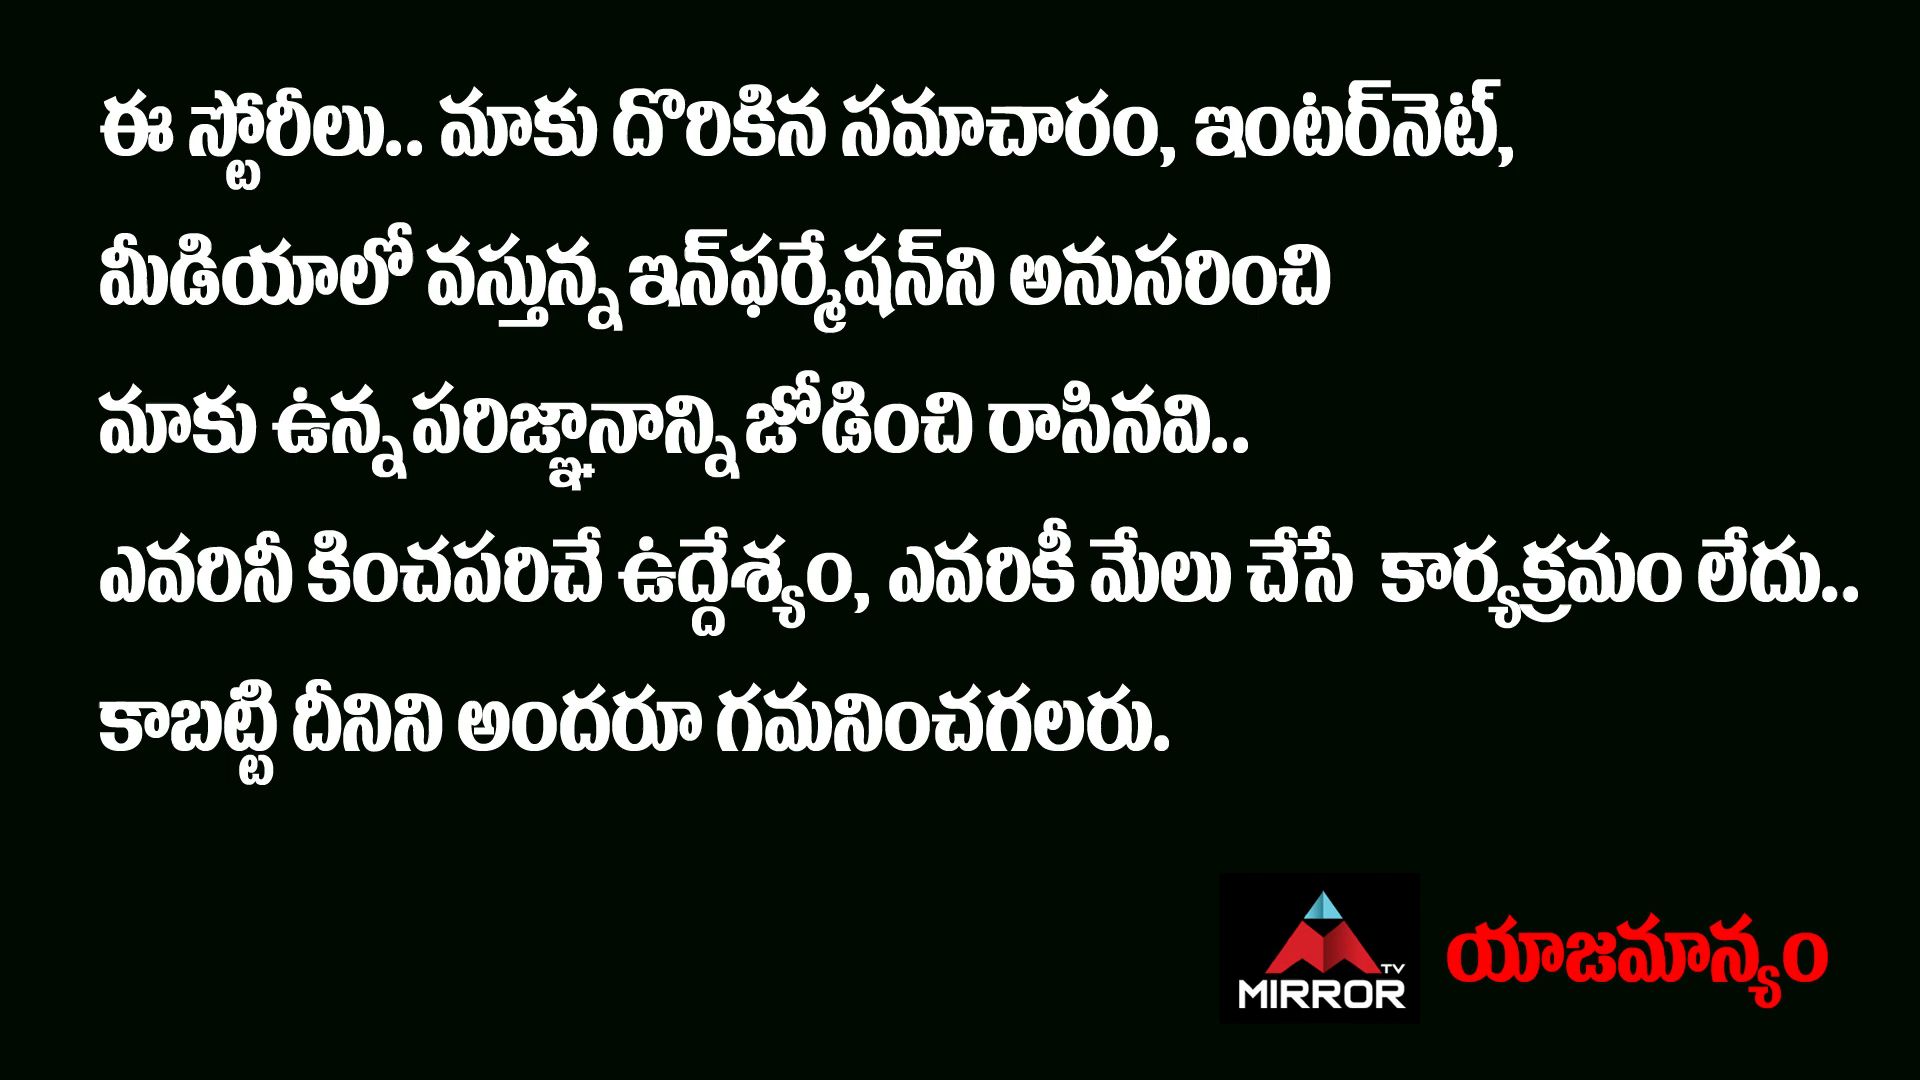 ఈ స్టోరీలు.. మాకు దొరికిన సమాచారం, ఇంటర్‌నెట్,
మీడియాలో వస్తున్న ఇన్‌ఫర్మేషన్‌ని అనుసరించి
మాకు ఉన్న పరిజ్ఞానాన్ని జోడించి రాసినవి..
ఎవరినీ కించపరిచే ఉద్దేశ్యం, ఎవరికీ మేలు చేసే కార్యక్రమం లేదు..
కాబట్టి దీనిని అందరూ గమనించగలరు.
TV
MIRROR
యాజమాన్యం